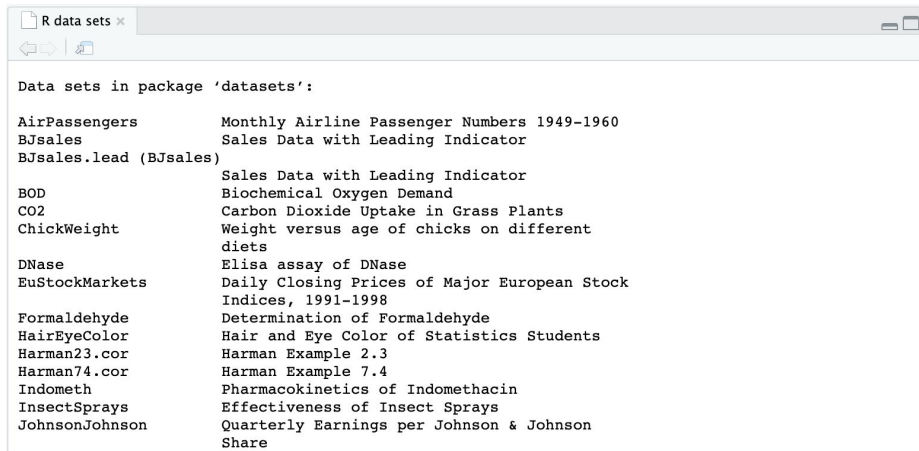 R data sets ×
Data sets in package ‘datasets’:
AirPassengers Monthly Airline Passenger Numbers 1949-1960
BJsales Sales Data with Leading Indicator
BJsales.lead (BJsales)
Sales Data with Leading Indicator
BOD Biochemical Oxygen Demand
CO2 Carbon Dioxide Uptake in Grass Plants
ChickWeight Weight versus age of chicks on different
diets
DNase Elisa assay of DNase
EuStockMarkets Daily Closing Prices of Major European Stock
Indices, 1991-1998
Formaldehyde Determination of Formaldehyde
HairEyeColor Hair and Eye Color of Statistics Students
Harman23.cor Harman Example 2.3
Harman74.cor Harman Example 7.4
Indometh Pharmacokinetics of Indomethacin
InsectSprays Effectiveness of Insect Sprays
JohnsonJohnson Quarterly Earnings per Johnson & Johnson
Share